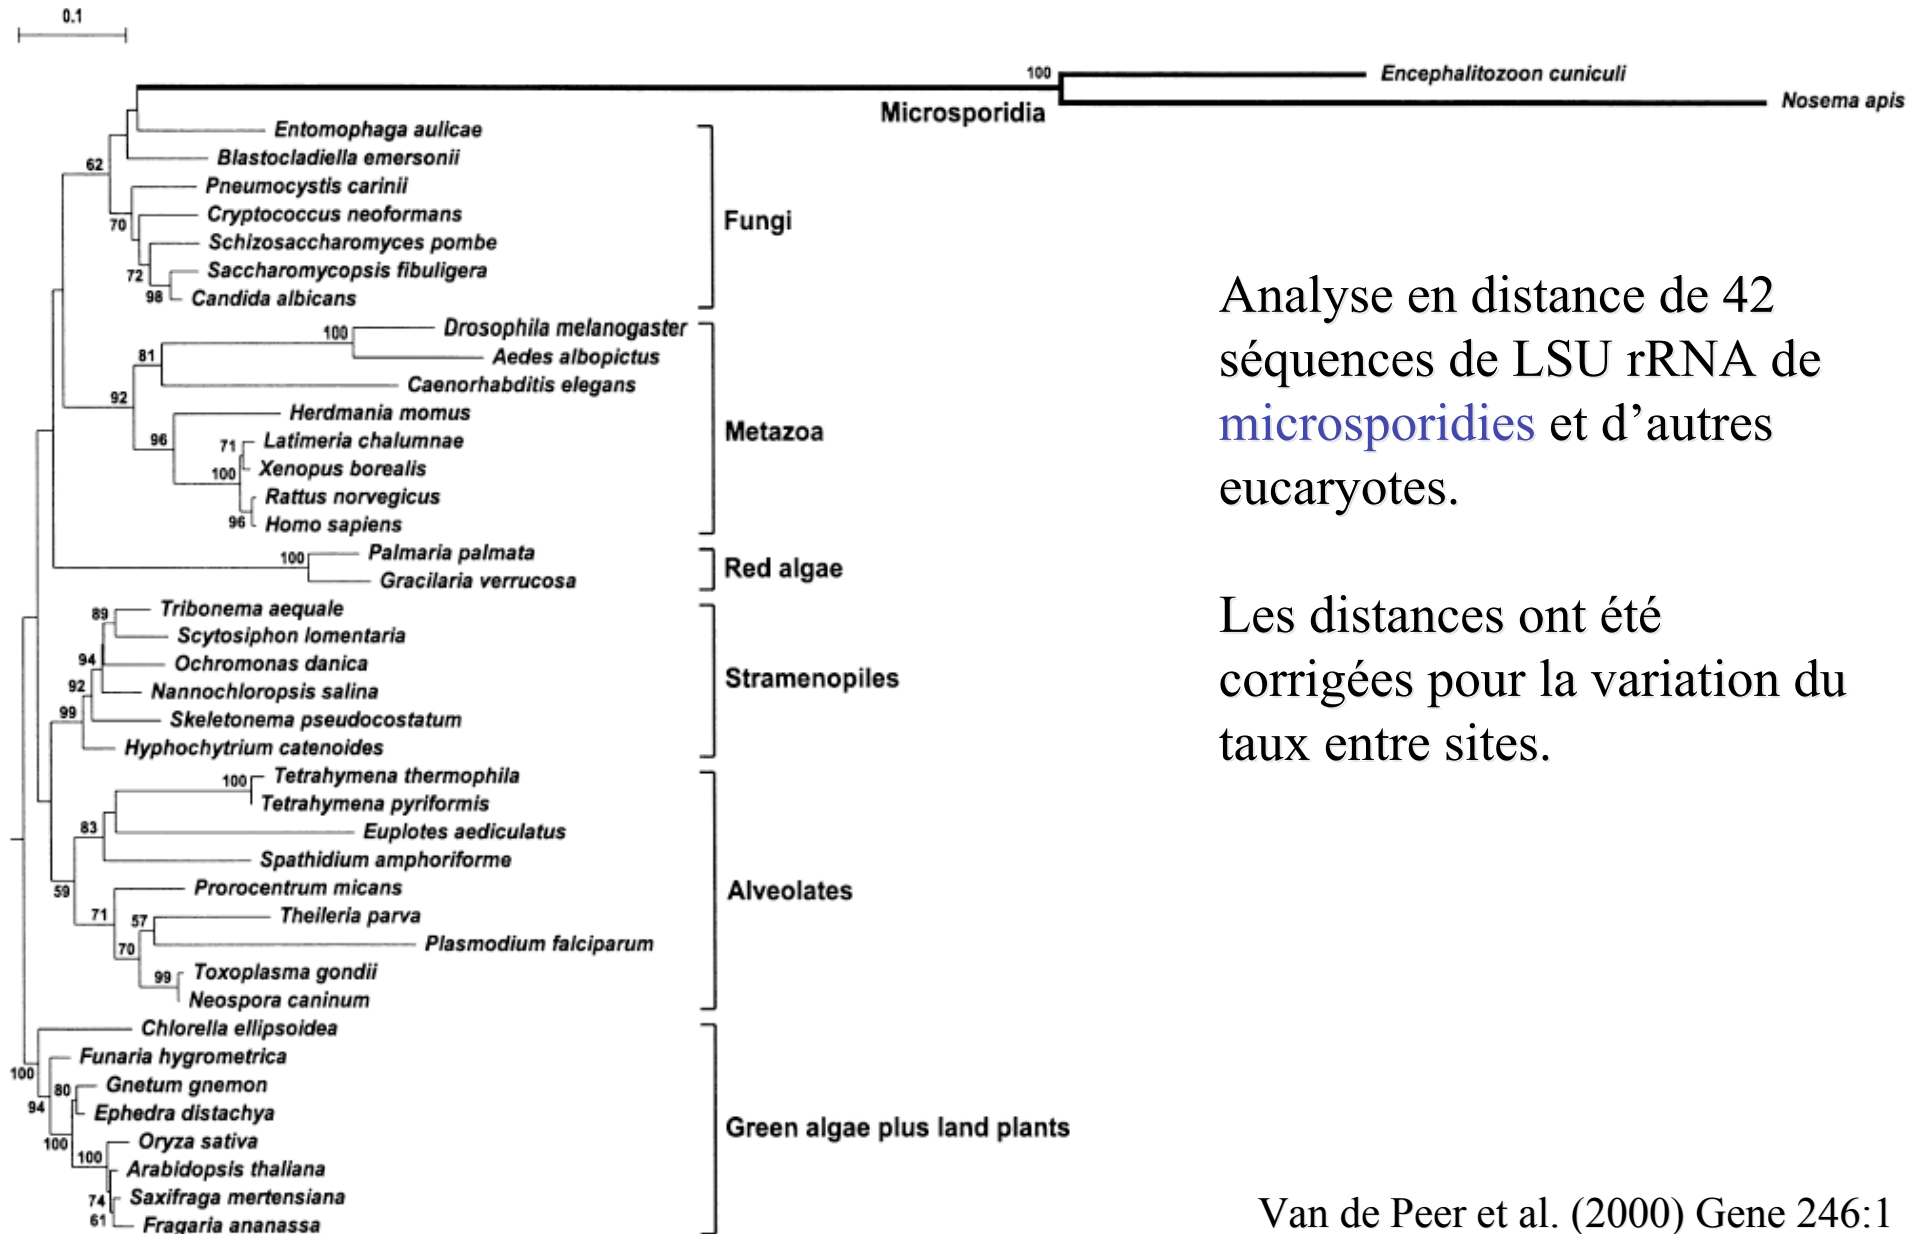 0.1
100
Encephalitozoon cuniculi
Nosema apis
Microsporidia
Entomophaga aulicae
Blastocladiella emersonii
62
Pneumocystis carinii
Cryptococcus neoformans
70
Fungi
Schizosaccharomyces pombe
Saccharomycopsis fibuligera
72
Candida albicans
98
Drosophila melanogaster
100
Aedes albopictus
81
Caenorhabditis elegans
92
Herdmania momus
Metazoa
96
Latimeria chalumnae
71
Xenopus borealis
100
Rattus norvegicus
Homo sapiens
96
Palmaria palmata
100
Red algae
Gracilaria verrucosa
Tribonema aequale
89
Scytosiphon lomentaria
Ochromonas danica
94
Stramenopiles
Nannochloropsis salina
92
Skeletonema pseudocostatum
99
Hyphochytrium catenoides
Tetrahymena thermophila
100
Tetrahymena pyriformis
83
Euplotes aediculatus
Spathidium amphoriforme
59
Prorocentrum micans
Alveolates
71
57
Theileria parva
Plasmodium falciparum
70
Toxoplasma gondii
99
Neospora caninum
Chlorella ellipsoidea
Funaria hygrometrica
100
80
Gnetum gnemon
94
Ephedra distachya
Green algae plus land plants
100
Oryza sativa
100
Arabidopsis thaliana
74
Saxifraga mertensiana
61
Fragaria ananassa
Analyse en distance de 42
séquences de LSU rRNA de
microsporidies et d’autres
eucaryotes.
Les distances ont été
corrigées pour la variation du
taux entre sites.
Van de Peer et al. (2000) Gene 246:1